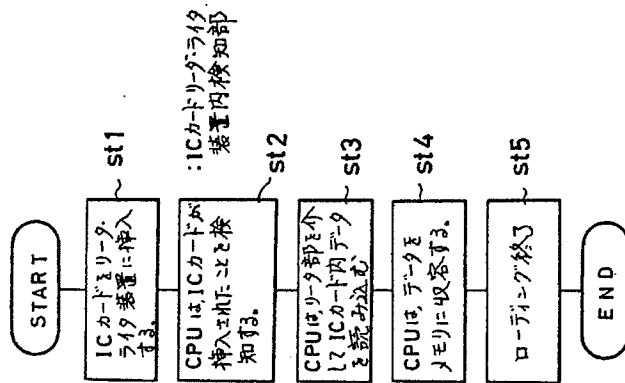 START
ICカードをリーダ・
ライタ装置に挿入
する。
st1
CPUは,ICカードが
挿入されたことを検
知する。
:ICカードリーダ・ライタ
装置内検知部
st2
CPUは,リーダ部を介
してICカード内データ
を読み込む
st3
CPUは,データを
メモリに収容する。
st4
ローディング終了
st5
END